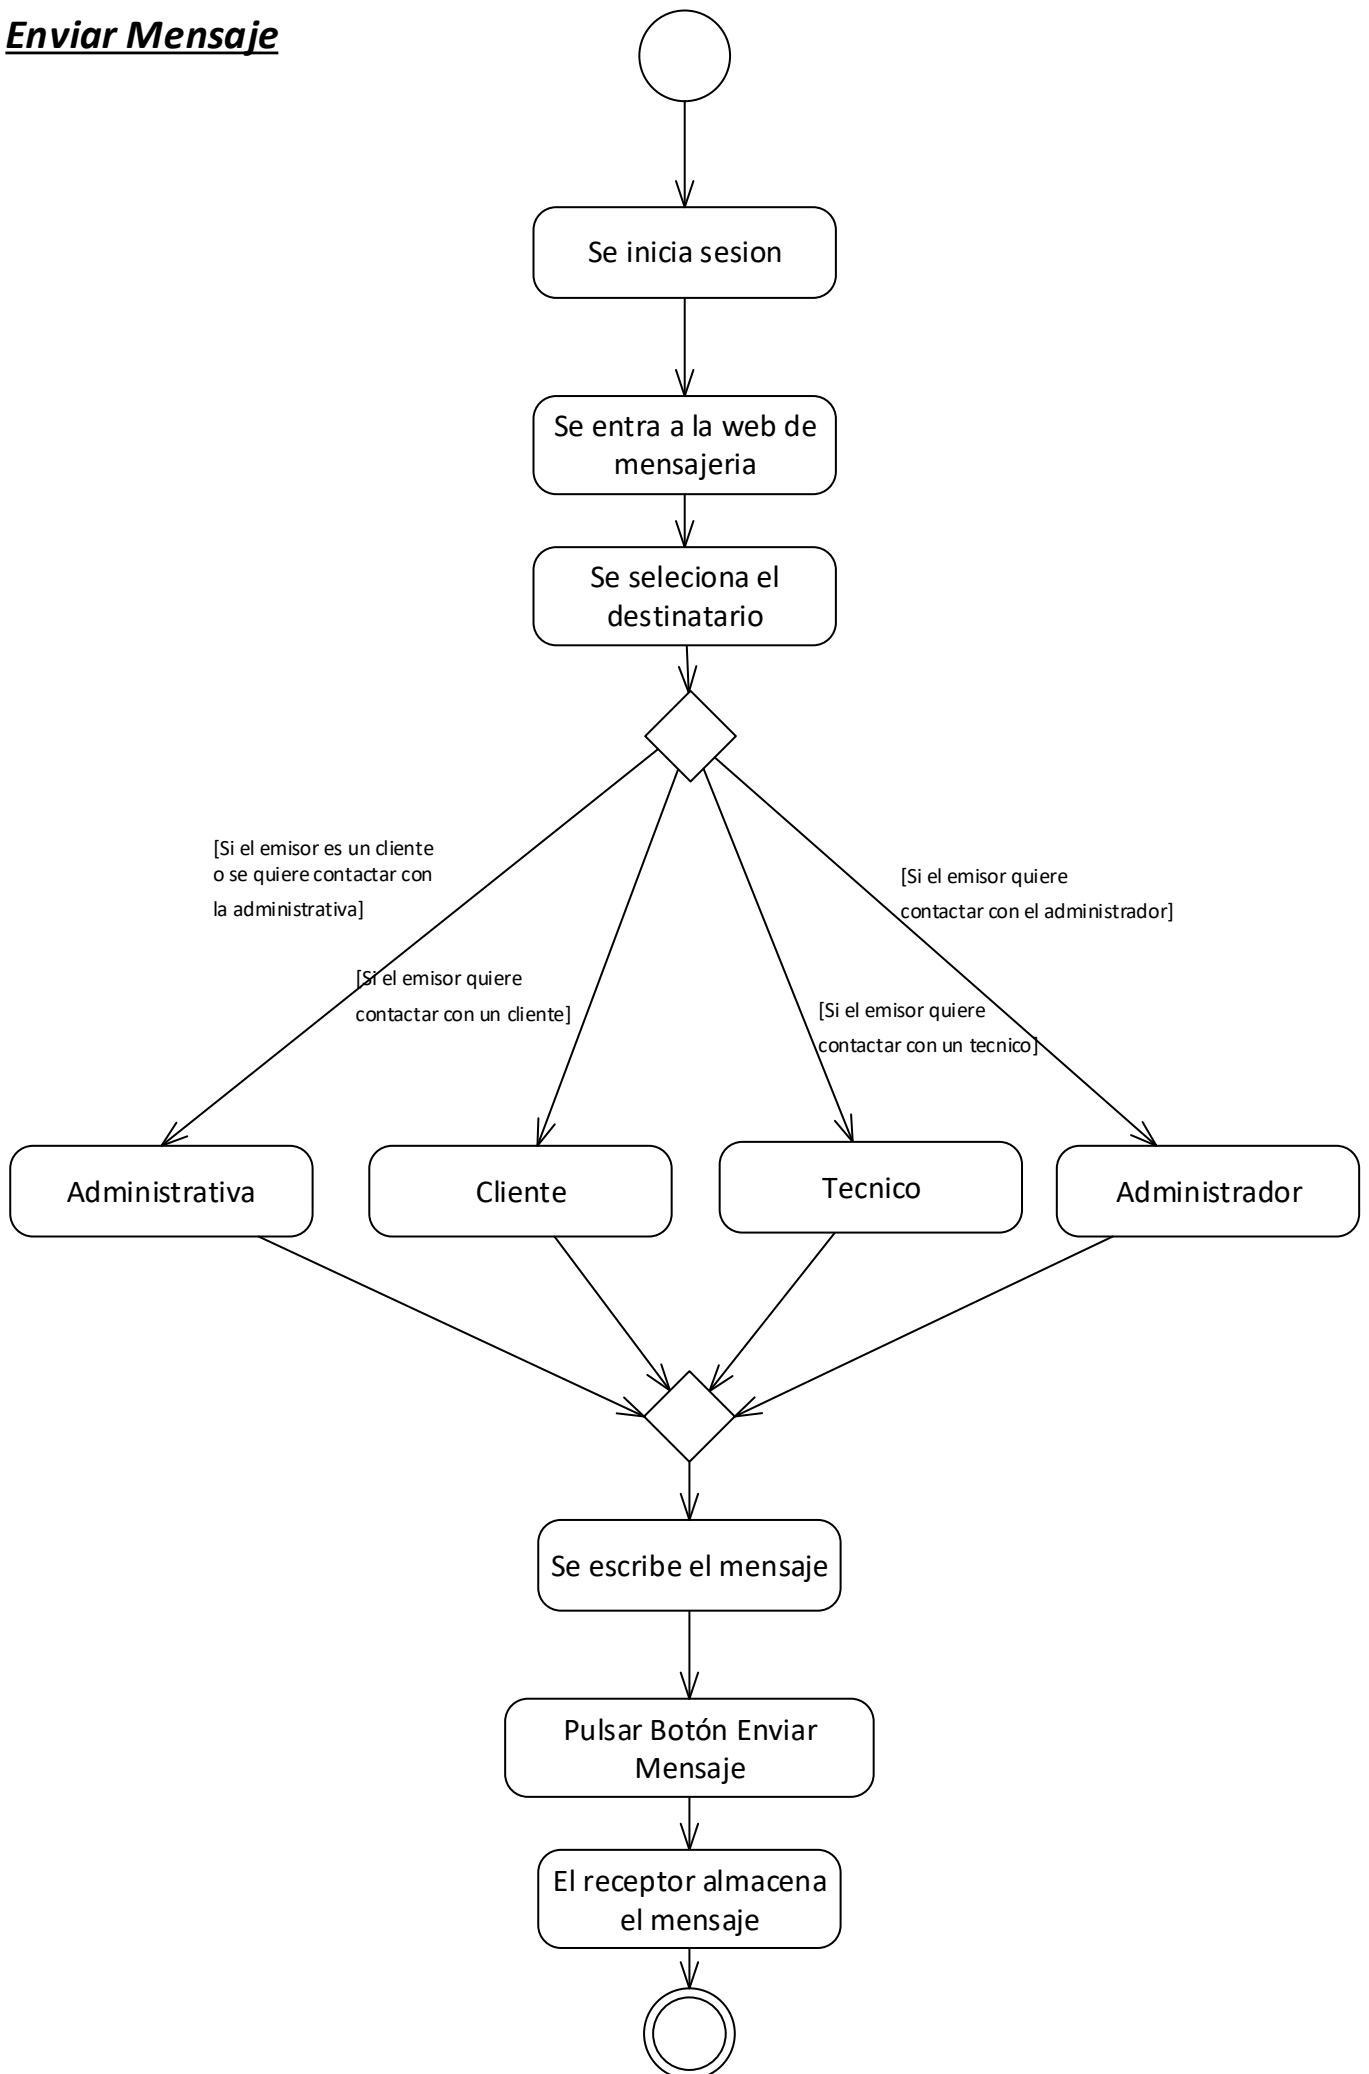 Enviar Mensaje
Se inicia sesion
Se entra a la web de
mensajeria
Se seleciona el
destinatario
[Si el emisor es un cliente
o se quiere contactar con
la administrativa]
[Si el emisor quiere
contactar con el administrador]
[Si el emisor quiere
contactar con un cliente]
[Si el emisor quiere
contactar con un tecnico]
Administrativa
Cliente
Tecnico
Administrador
Se escribe el mensaje
Pulsar Botón Enviar
Mensaje
El receptor almacena
el mensaje